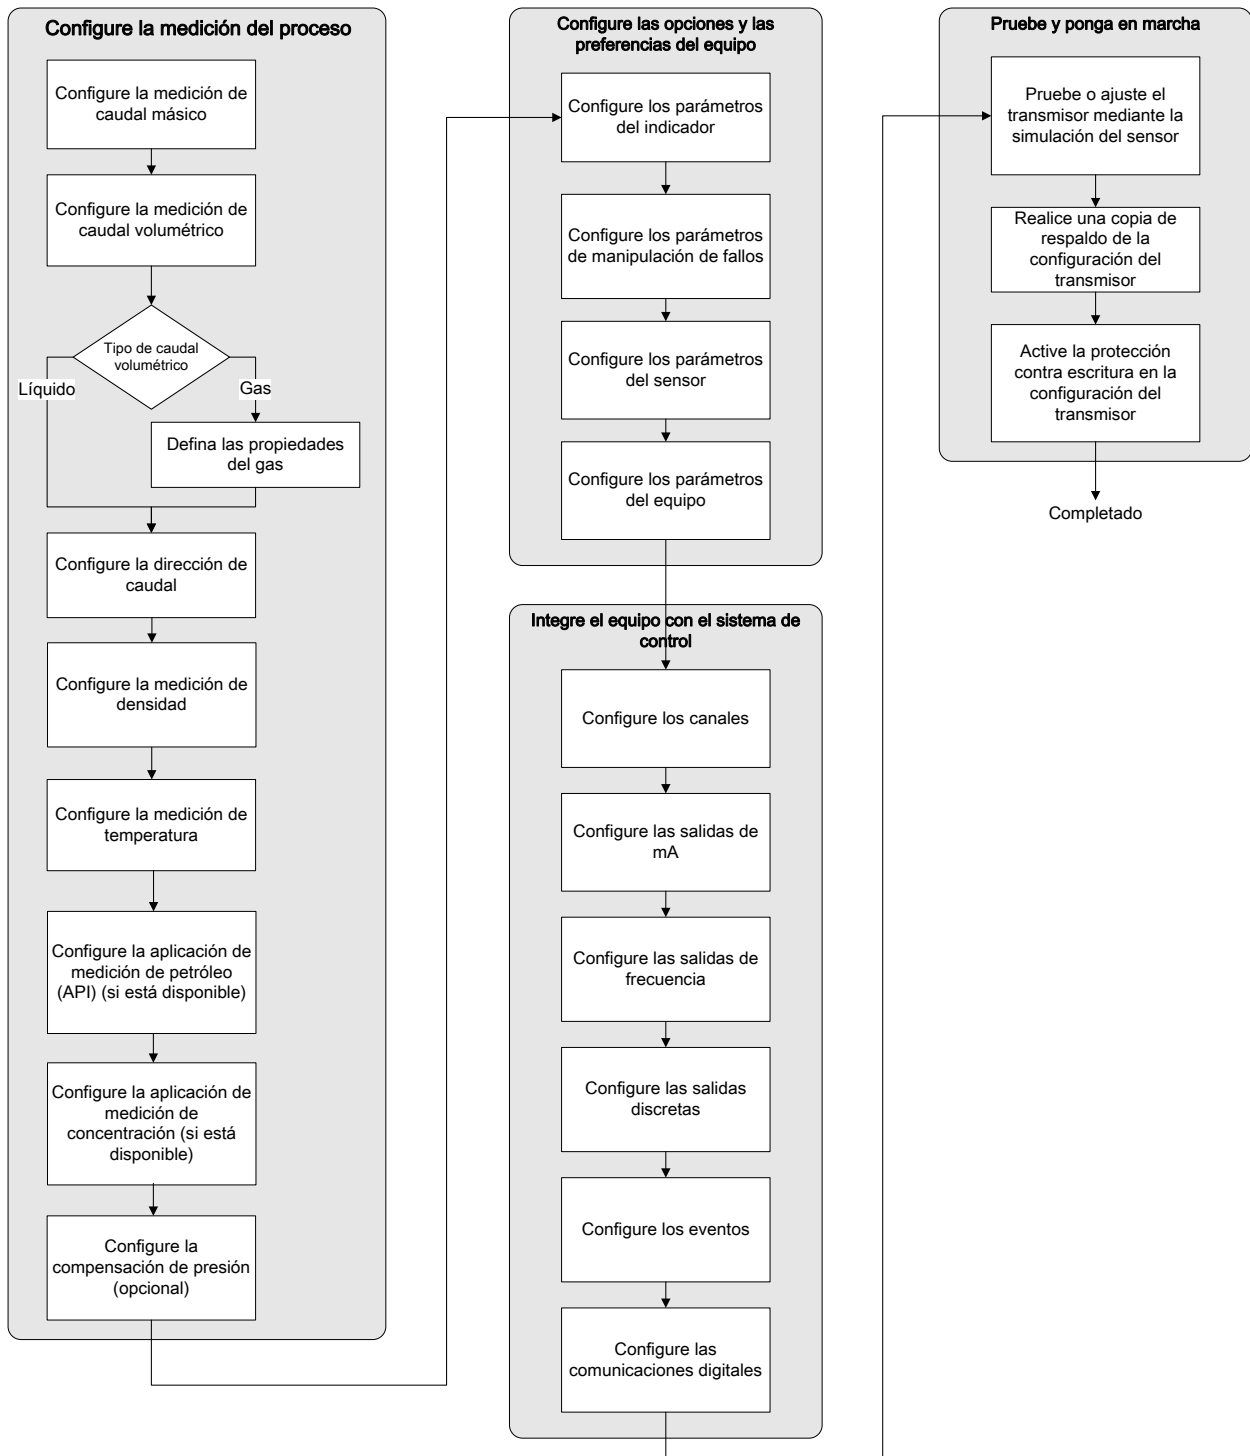 Configure la medición del proceso
Configure la medición de
caudal másico
Configure la medición de
caudal volumétrico
Tipo de caudal
volumétrico
Líquido
Gas
Defina las propiedades
del gas
Configure la dirección de
caudal
Configure la medición de
densidad
Configure la medición de
temperatura
Configure la aplicación de
medición de petróleo
(API) (si está disponible)
Configure la aplicación de
medición de
concentración (si está
disponible)
Configure la
compensación de presión
(opcional)
Configure las opciones y las
preferencias del equipo
Configure los parámetros
del indicador
Configure los parámetros
de manipulación de fallos
Configure los parámetros
del sensor
Configure los parámetros
del equipo
Integre el equipo con el sistema de
control
Configure los canales
Configure las salidas de
mA
Configure las salidas de
frecuencia
Configure las salidas
discretas
Configure los eventos
Configure las
comunicaciones digitales
Pruebe y ponga en marcha
Pruebe o ajuste el
transmisor mediante la
simulación del sensor
Realice una copia de
respaldo de la
configuración del
transmisor
Active la protección
contra escritura en la
configuración del
transmisor
Completado